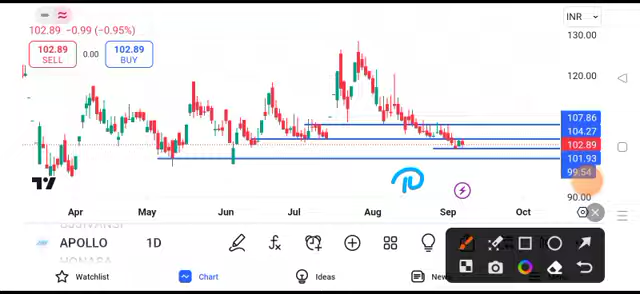 102.89 -0.99 (-0.95%)
INR
102.89 SELL
0.00
102.89 BUY
130.00
120.00
107.86
104.27
102.89
101.93
99.54
90.00
Apr May Jun Jul Aug Sep Oct
APOLLO 1D
Watchlist Chart Ideas